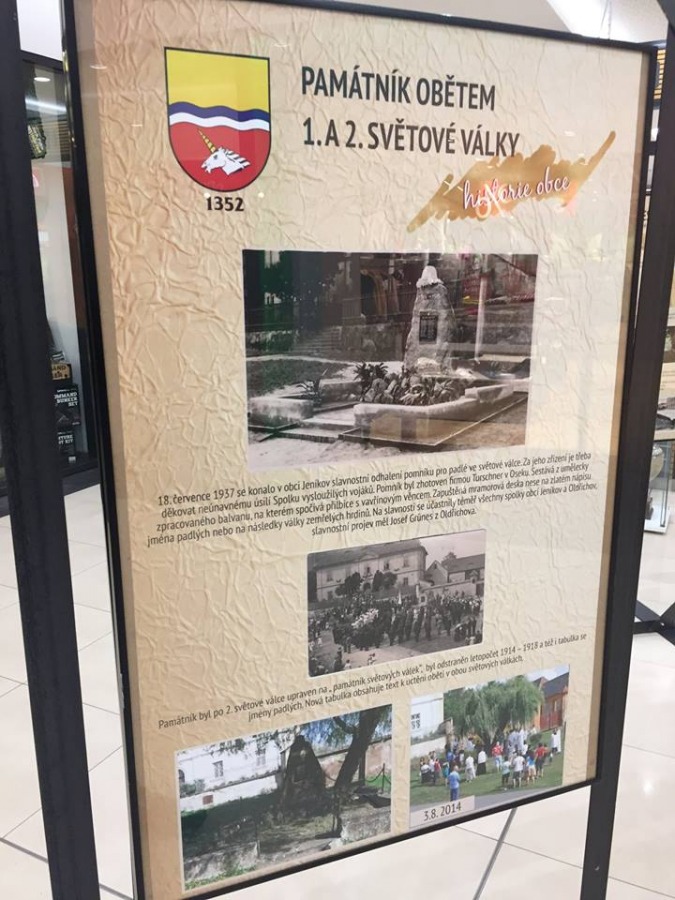 PAMÁTNÍK OBĚTEM
1. A 2. SVĚTOVÉ VÁLKY
historie obce
1352
18. července 1937 se konalo v obci Jeníkov slavnostní odhalení pomníku pro padlé ve světové válce. Za jeho zřízení je třeba
děkovat neúnavnému úsilí Spolku vysloužilých vojáků. Pomník byl zhotoven firmou Turschner v Oseku. Sestává z umělecky
zpracovaného balvanu, na kterém spočívá přilbice s vavřínovým věncem. Zapuštěná mramorová deska nese na zlatém nápisu
jména padlých nebo na následky války zemřelých hrdinů. Na slavnosti se účastnily téměř všechny spolky obcí Jeníkov a Oldřichov,
slavnostní projev měl Josef Grünes z Oldřichova.
Památník byl po 2. světové válce upraven na „ památník světových válek“, byl odstraněn letopočet 1914 – 1918 a též i tabulka se
jmény padlých. Nová tabulka obsahuje text k uctění obětí v obou světových válkách.
3.8. 2014